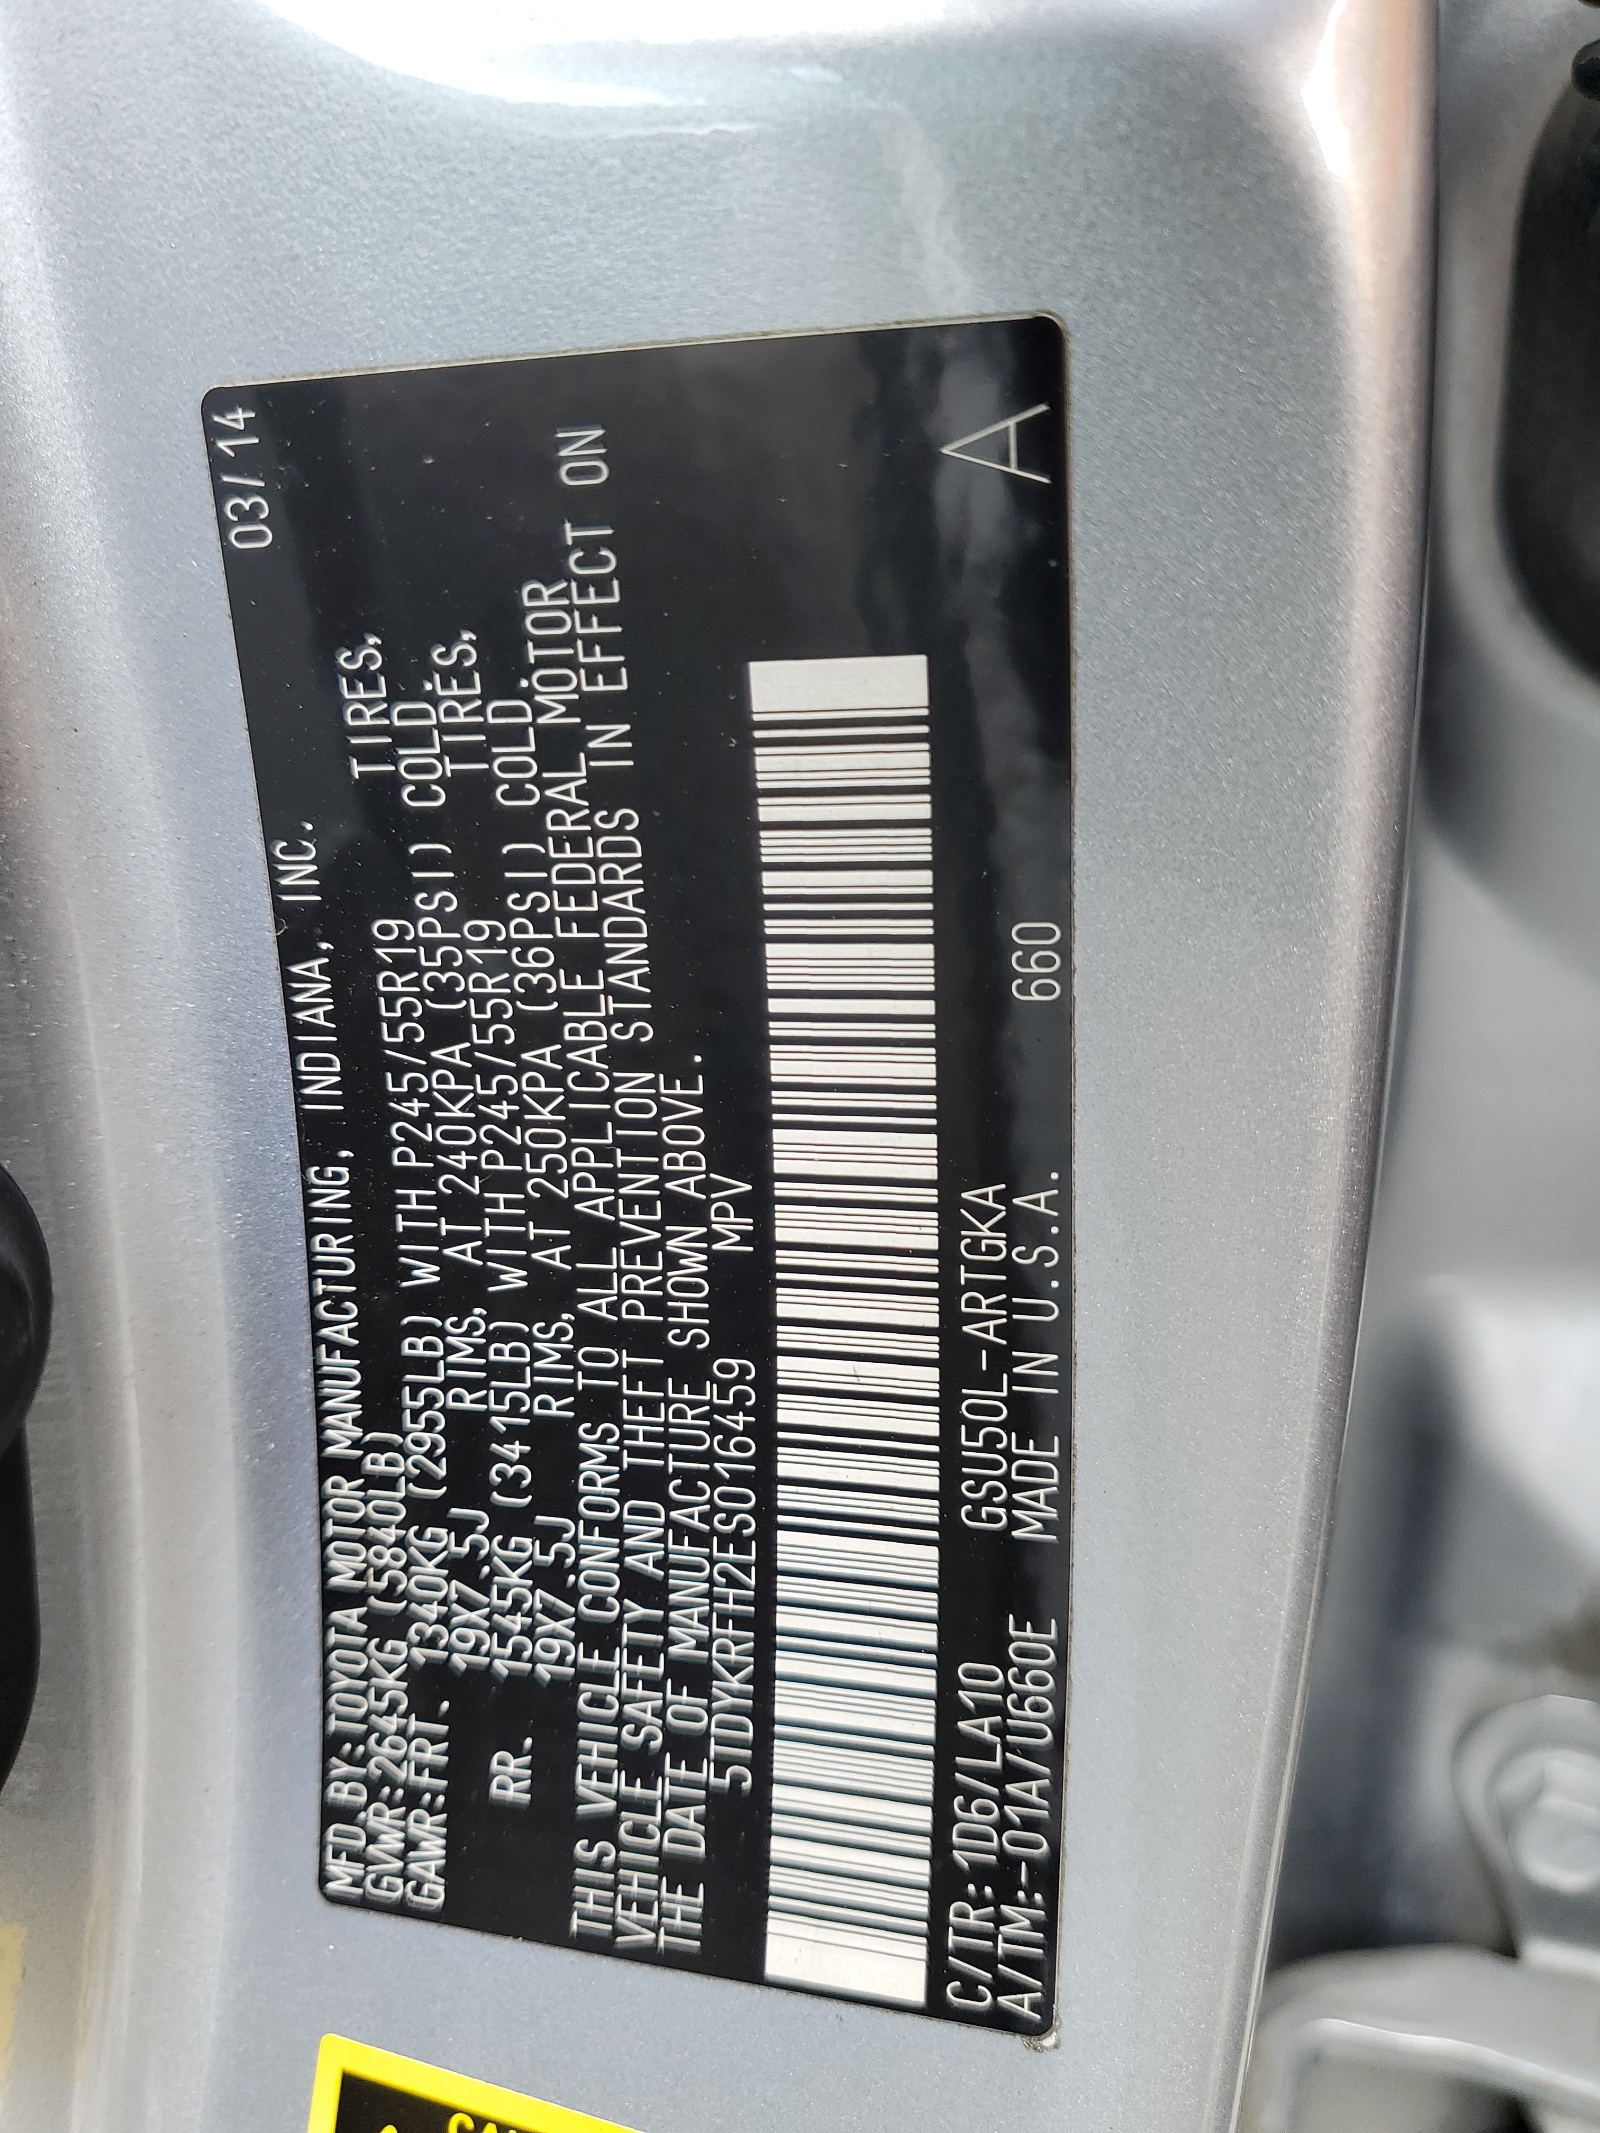 03/14
MFD.BY:TOYOTA MOTOR MANUFACTURING, INDIANA, INC.
GVWR:2645KG (5840LB)
GAWR:FRT. 1340KG (2955LB) WITH P245/55R19 TIRES,
19X7.5J RIMS, AT 240KPA (35PSI) COLD.
RR. 1545KG (3415LB) WITH P245/55R19 TIRES,
19X7.5J RIMS, AT 250KPA (36PSI) COLD.
THIS VEHICLE CONFORMS TO ALL APPLICABLE FEDERAL MOTOR
VEHICLE SAFETY AND THEFT PREVENTION STANDARDS IN EFFECT ON
THE DATE OF MANUFACTURE SHOWN ABOVE.
5TDYKRFH2ES016459 MPV
C/TR:1D6/LA10 GSU50L-ARTGKA
A/TM:-01A/U660E MADE IN U.S.A. 660 A